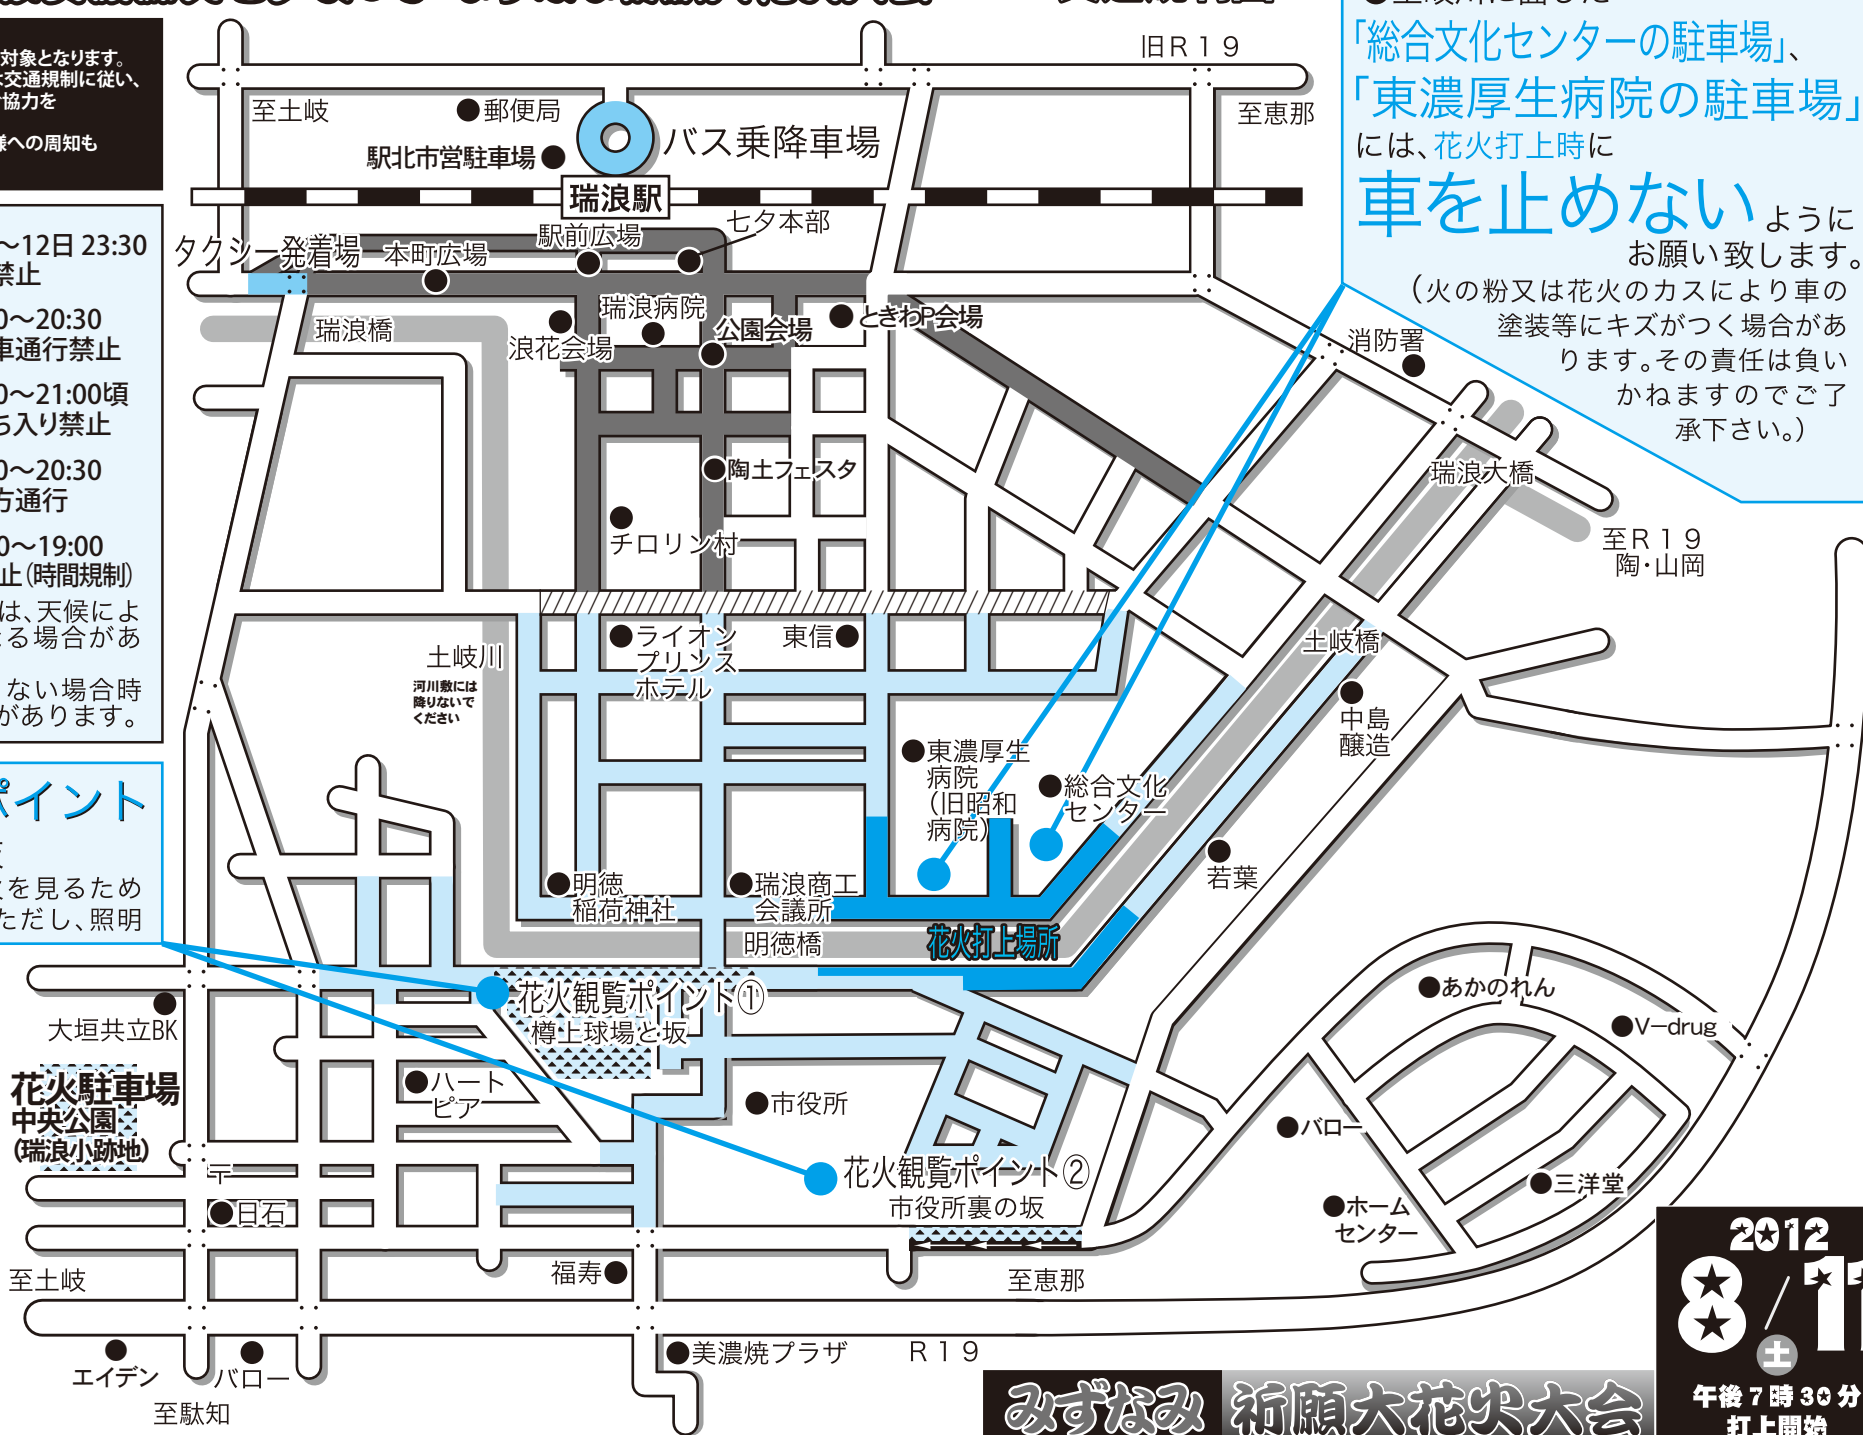 対象となります。
交通規制に従い、
協力を
様への周知も
～12日 23:30
禁止
0～20:30
車通行禁止
0～21:00頃
ち入り禁止
0～20:30
方通行
0～19:00
止(時間規制)
は、天候によ
る場合があ
ない場合時
があります。
ポイント
を見るため
ただし、照明
「総合文化センターの駐車場」、
「東濃厚生病院の駐車場」
には、花火打上時に
車を止めない
ように
お願い致します。
(火の粉又は花火のカスにより車の
塗装等にキズがつく場合があ
ります。その責任は負い
かねますのでご了
承下さい。)
旧R19
至土岐
●郵便局
至恵那
バス乗降車場
駅北市営駐車場●
瑞浪駅
七夕本部
駅前広場
タクシー発着場
本町広場
瑞浪病院
瑞浪橋
浪花会場
公園会場
●ときわP会場
消防署
●陶土フェスタ
瑞浪大橋
チロリン村
至R19
陶・山岡
●ライオン
プリンス
ホテル
東信●
土岐川
河川敷には
降りないで
ください
土岐橋
中島
醸造
●東濃厚生
病院
(旧昭和
病院)
●総合文化
センター
若葉
●明徳
稲荷神社
●瑞浪商工
会議所
明徳橋
花火打上場所
花火観覧ポイント①
樽上球場と坂
大垣共立BK
花火駐車場
中央公園
(瑞浪小跡地)
●ハート
ピア
●市役所
〒
●日石
花火観覧ポイント②
市役所裏の坂
●あかのれん
●V-drug
●バロー
●三洋堂
●ホーム
センター
至土岐
福寿●
至恵那
エイデン
バロー
●美濃焼プラザ
R19
至駄知
みずなみ 祈願大花火大会
2012
8/11
土
午後7時30分
打上開始